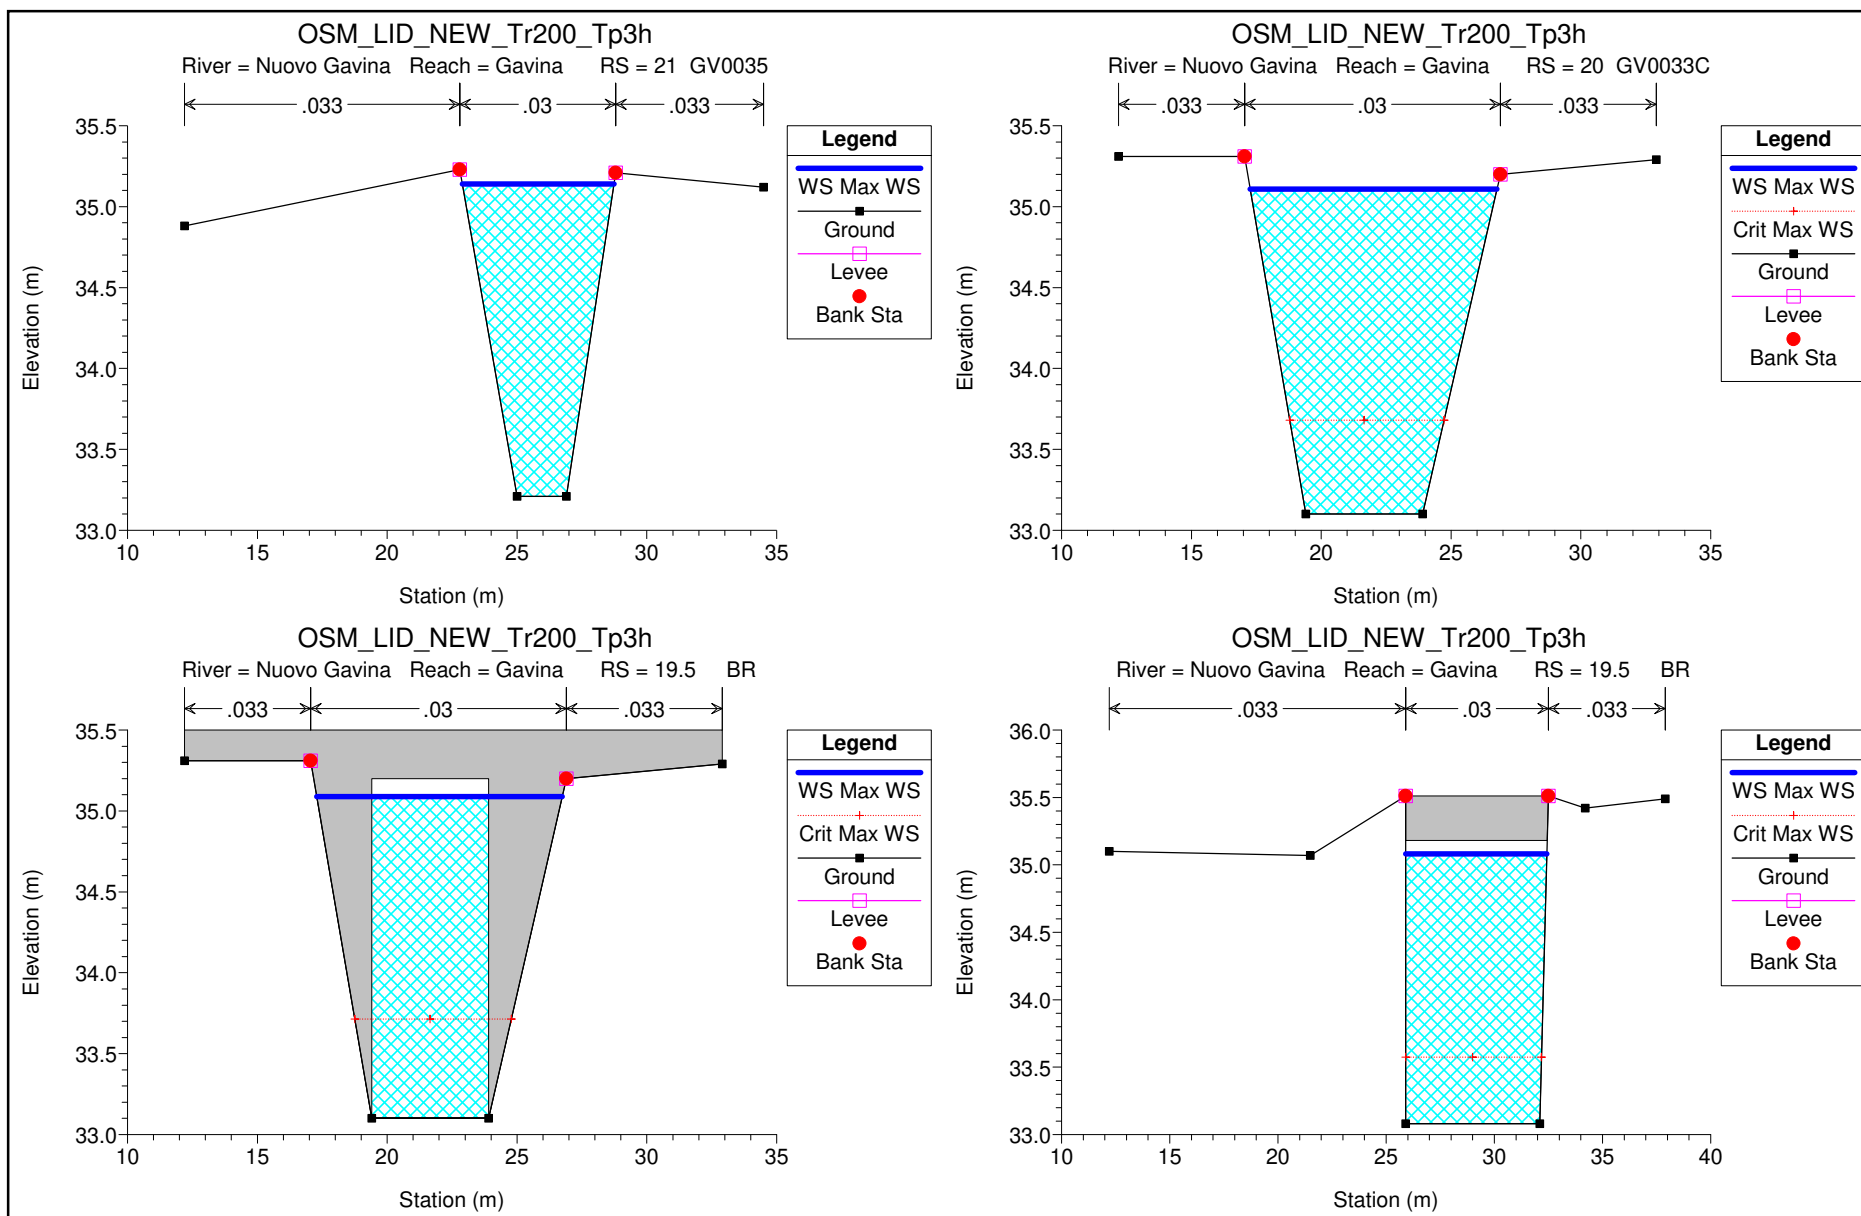 OSM_LID_NEW_Tr200_Tp3h
River = Nuovo Gavina Reach = Gavina RS = 21 GV0035
.033 .03 .033
35.5
35.0
34.5
34.0
33.5
33.0
10 15 20 25 30 35
Elevation (m)
Station (m)
Legend
WS Max WS
Ground
Levee
Bank Sta
OSM_LID_NEW_Tr200_Tp3h
River = Nuovo Gavina Reach = Gavina RS = 20 GV0033C
.033 .03 .033
35.5
35.0
34.5
34.0
33.5
33.0
10 15 20 25 30 35
Elevation (m)
Station (m)
Legend
WS Max WS
Crit Max WS
Ground
Levee
Bank Sta
OSM_LID_NEW_Tr200_Tp3h
River = Nuovo Gavina Reach = Gavina RS = 19.5 BR
.033 .03 .033
35.5
35.0
34.5
34.0
33.5
33.0
10 15 20 25 30 35
Elevation (m)
Station (m)
Legend
WS Max WS
Crit Max WS
Ground
Levee
Bank Sta
OSM_LID_NEW_Tr200_Tp3h
River = Nuovo Gavina Reach = Gavina RS = 19.5 BR
.033 .03 .033
36.0
35.5
35.0
34.5
34.0
33.5
33.0
10 15 20 25 30 35 40
Elevation (m)
Station (m)
Legend
WS Max WS
Crit Max WS
Ground
Levee
Bank Sta